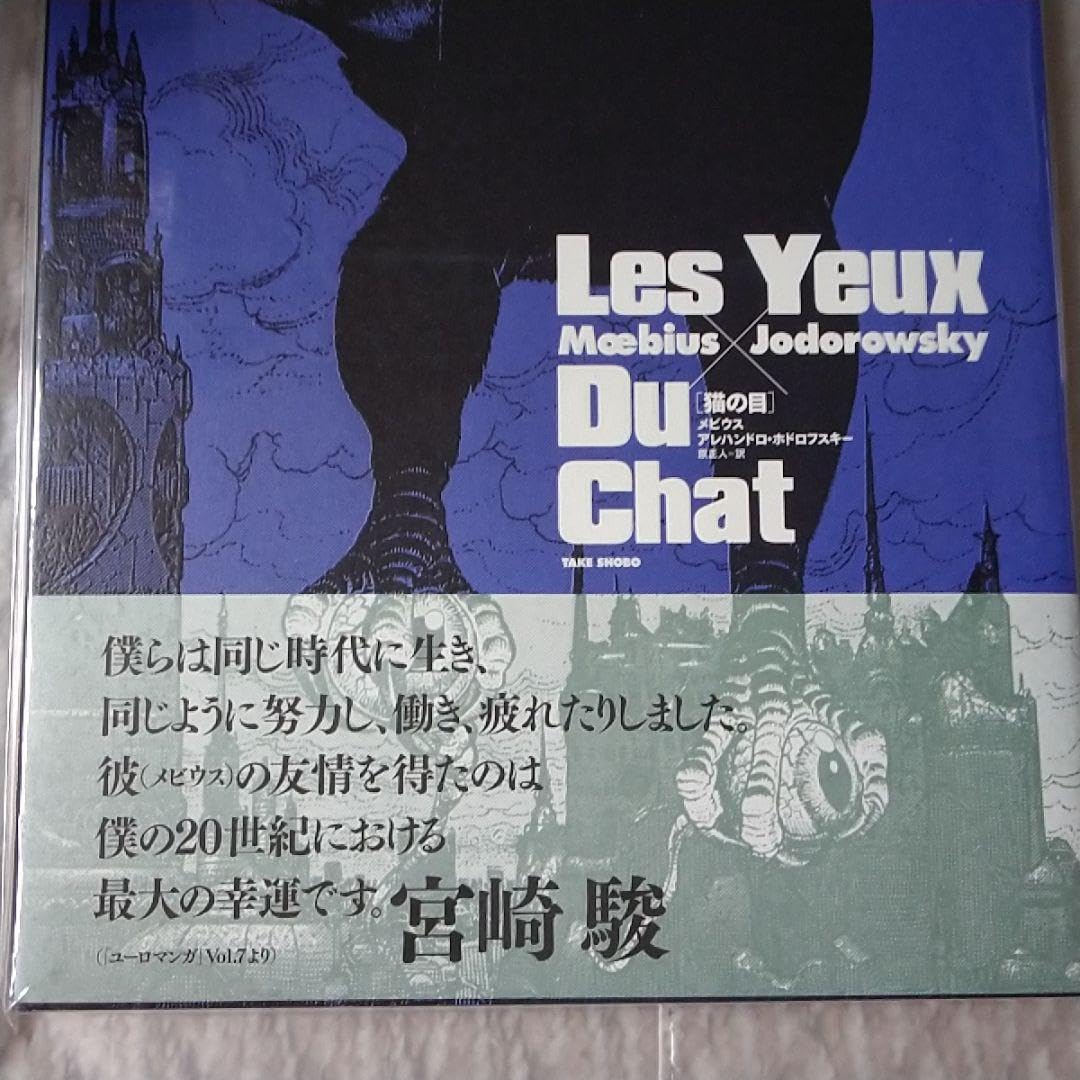 Les Yeux
Mœbius × Jodorowsky
Du
[猫の目]
メビウス
アレハンドロ・ホドロフスキー
原正人=訳
Chat
TAKE SHOBO
僕らは同じ時代に生き、
同じように努力し、働き、疲れたりしました。
彼(メビウス)の友情を得たのは
僕の20世紀における
最大の幸運です。
宮崎 駿
(「ユーロマンガ」Vol.7より)